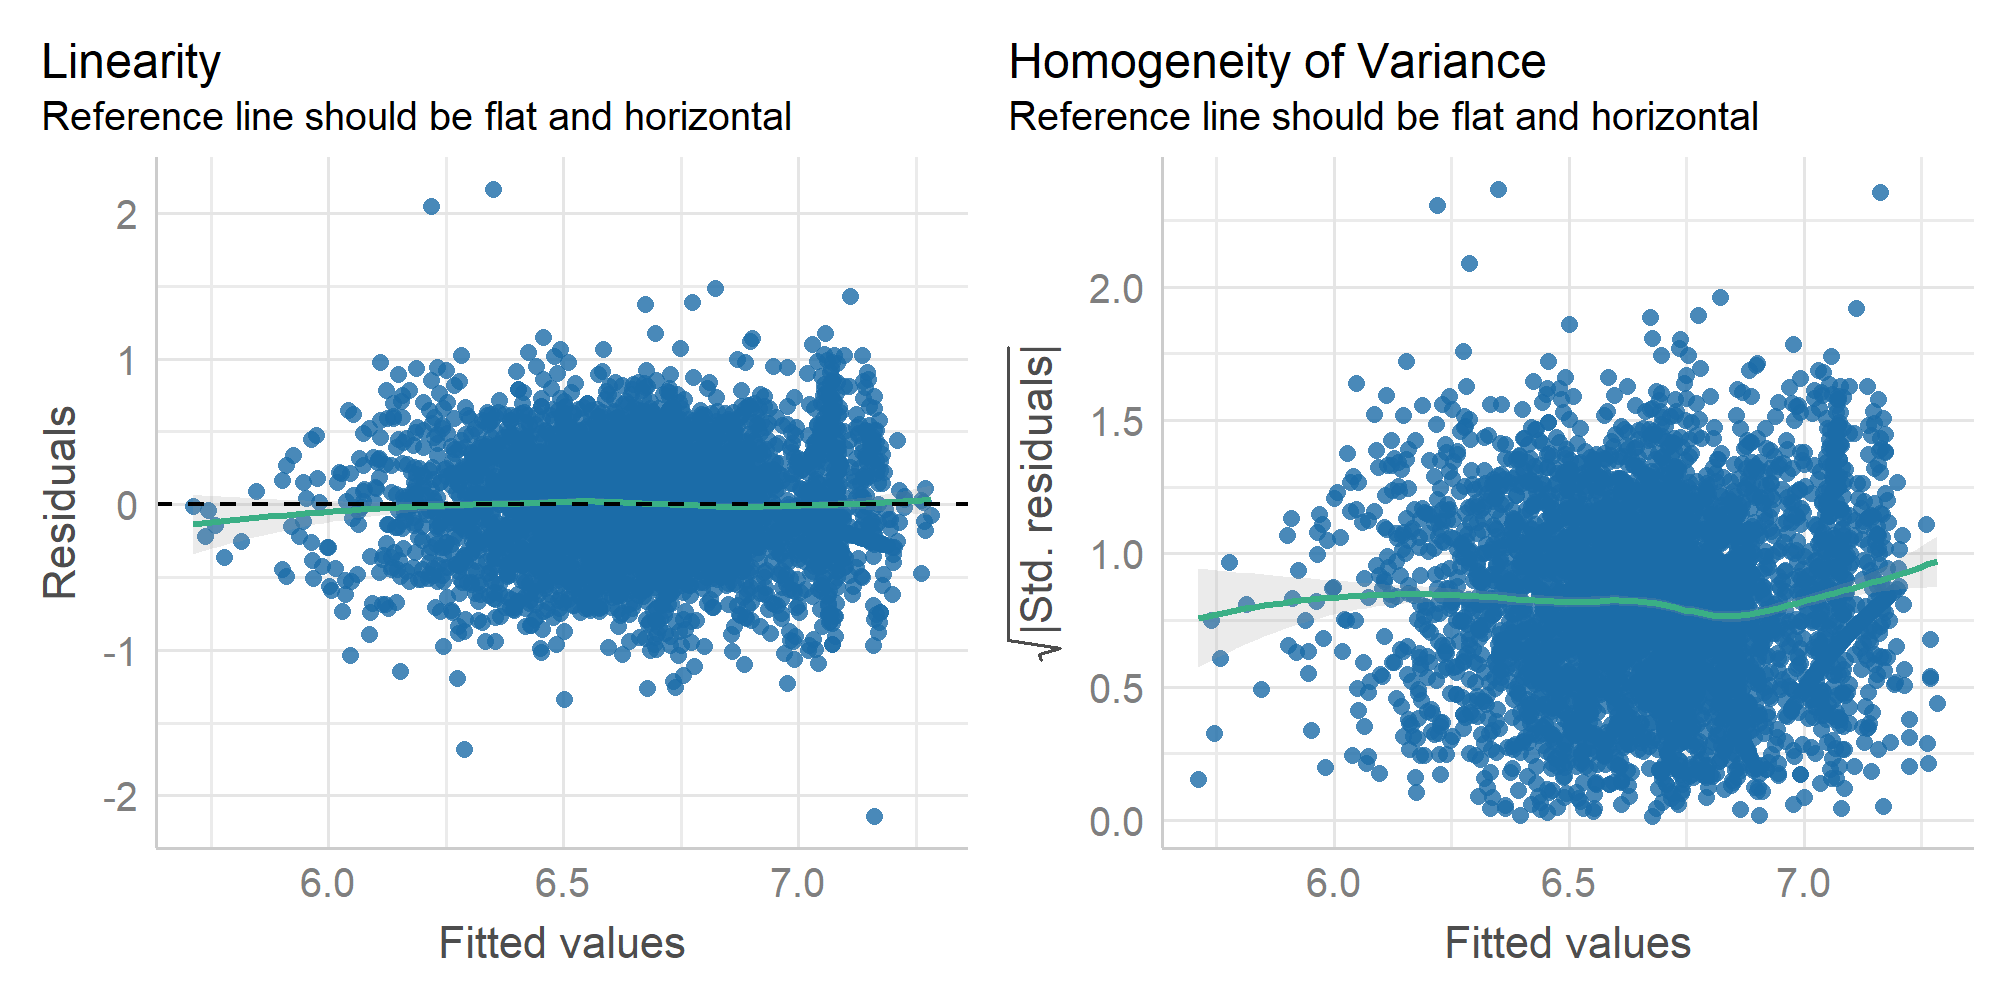 Linearity
Reference line should be flat and horizontal
Residuals
2
1
0
-1
-2
6.0
6.5
7.0
Fitted values
Homogeneity of Variance
Reference line should be flat and horizontal
√|Std. residuals|
2.0
1.5
1.0
0.5
0.0
6.0
6.5
7.0
Fitted values